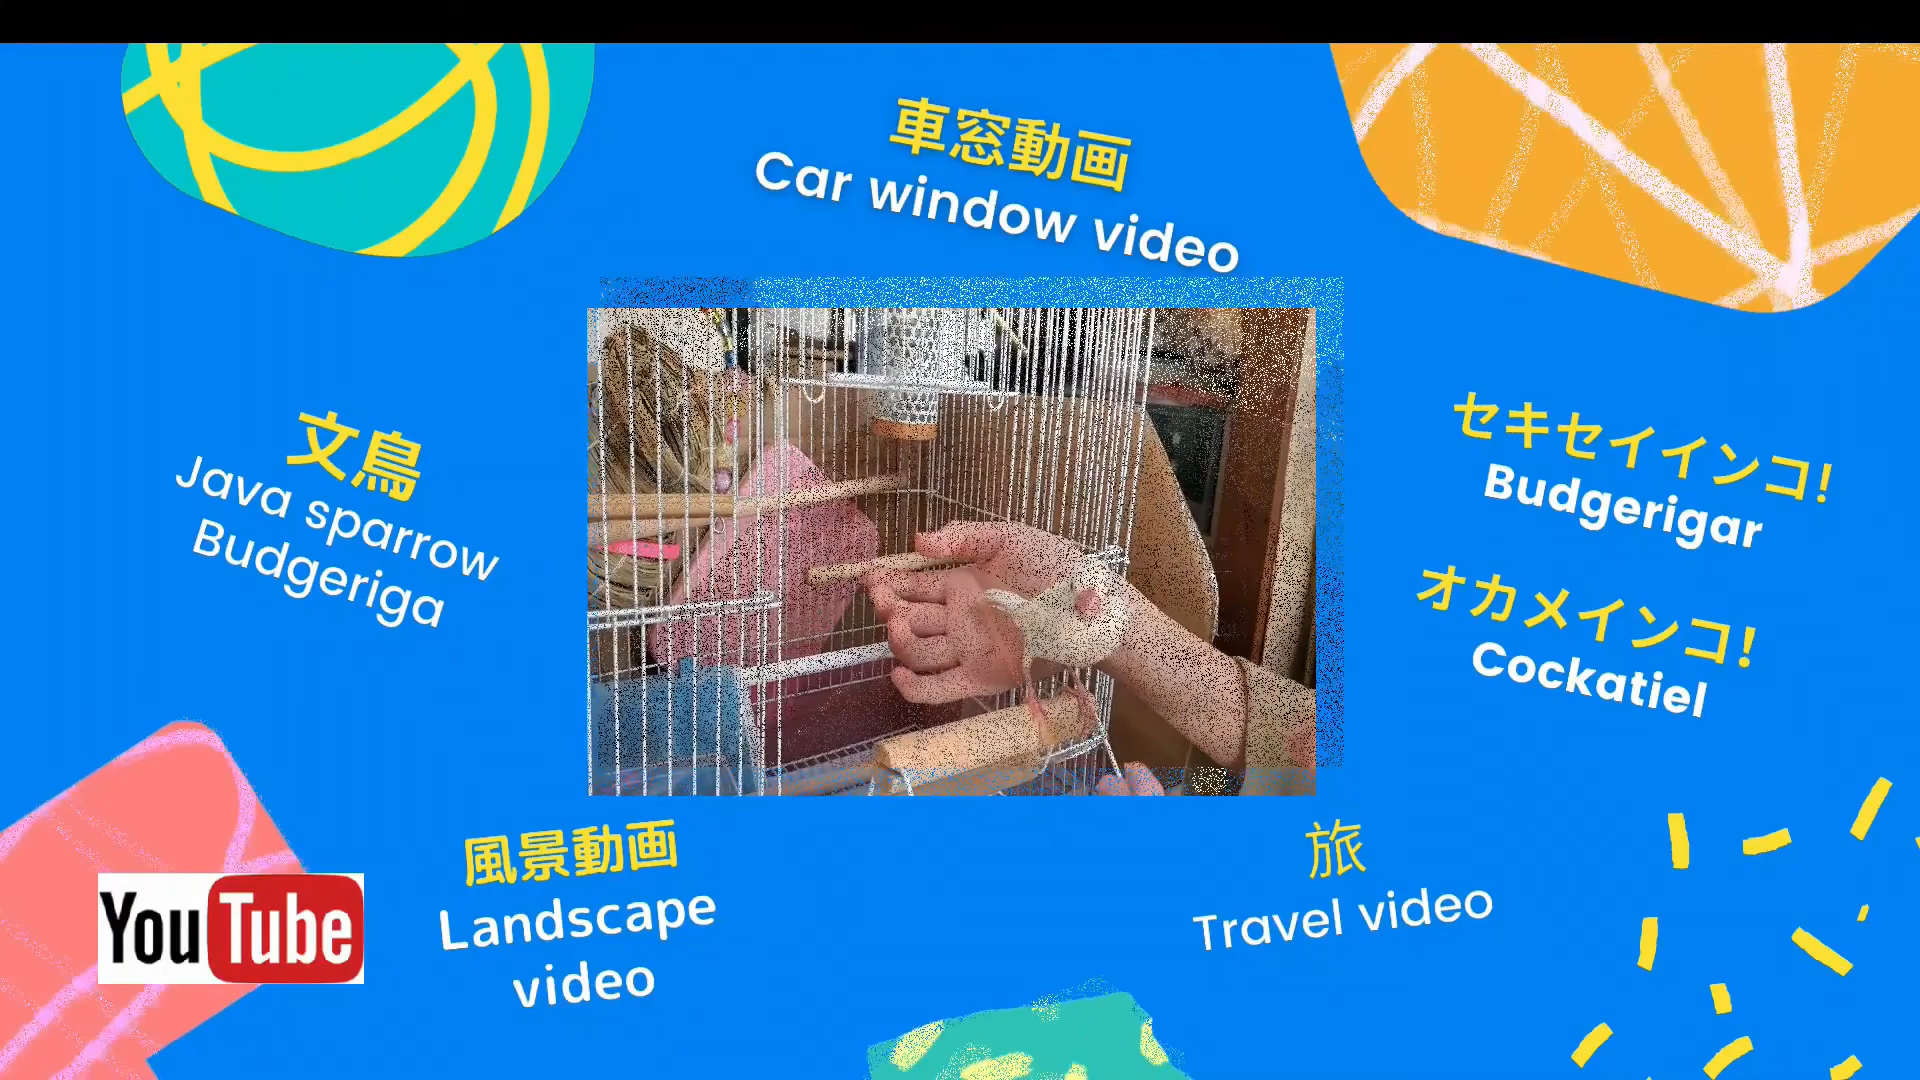 車窓動画
Car window video
文鳥
Java sparrow
Budgeriga
セキセイインコ!
Budgerigar
オカメインコ!
Cockatiel
風景動画
Landscape
video
旅
Travel video
YouTube